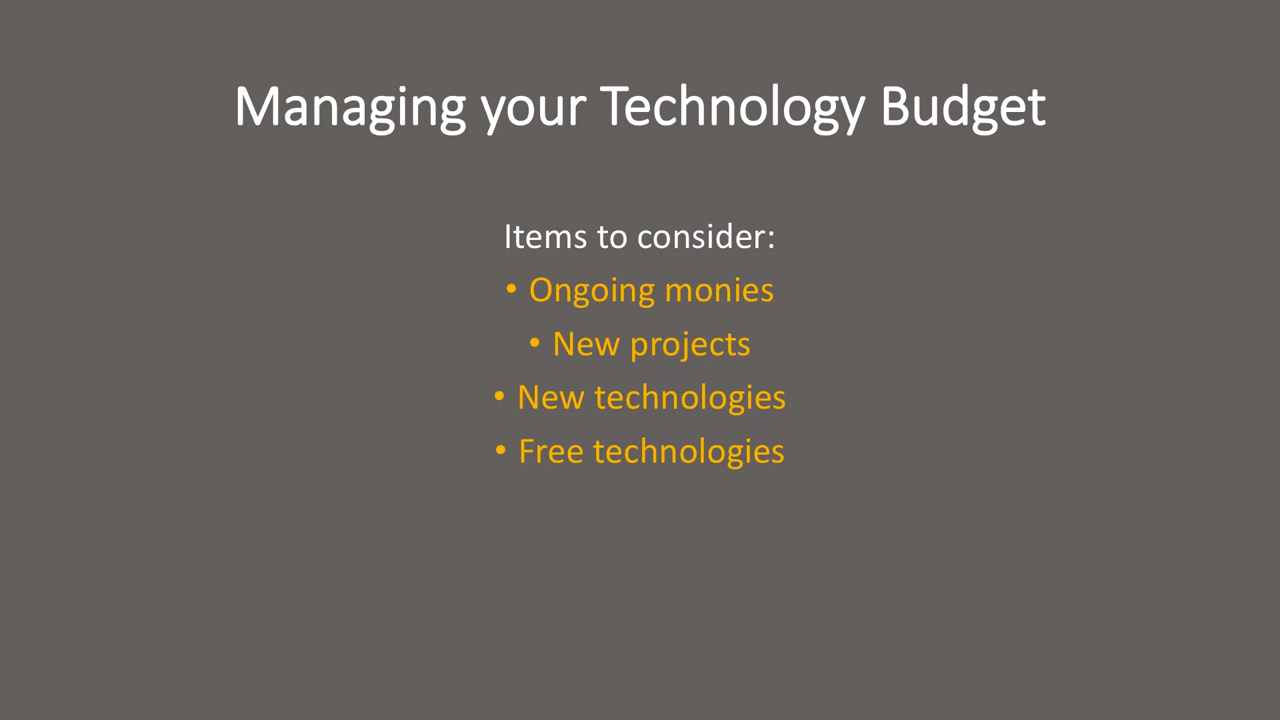 Managing your Technology Budget
Items to consider:
• Ongoing monies
• New projects
• New technologies
• Free technologies